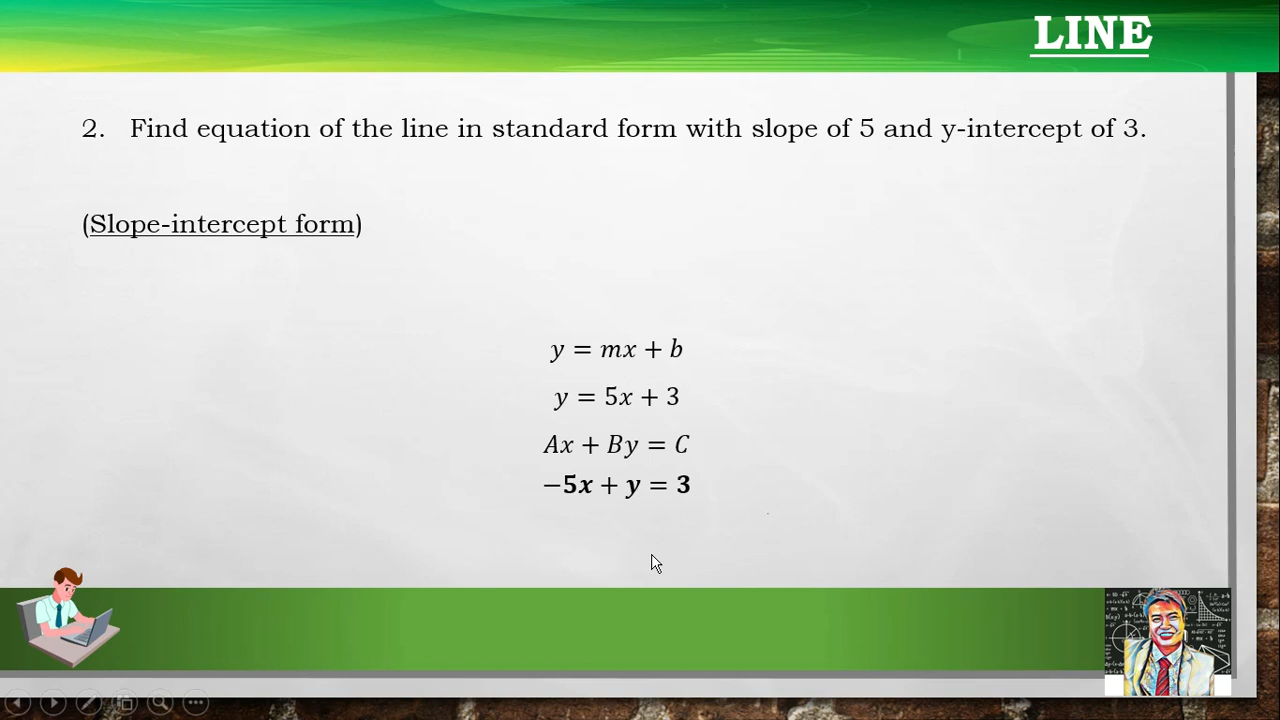 LINE
2. Find equation of the line in standard form with slope of 5 and y-intercept of 3.
(Slope-intercept form)
y = mx + b
y = 5x + 3
Ax + By = C
−5x + y = 3